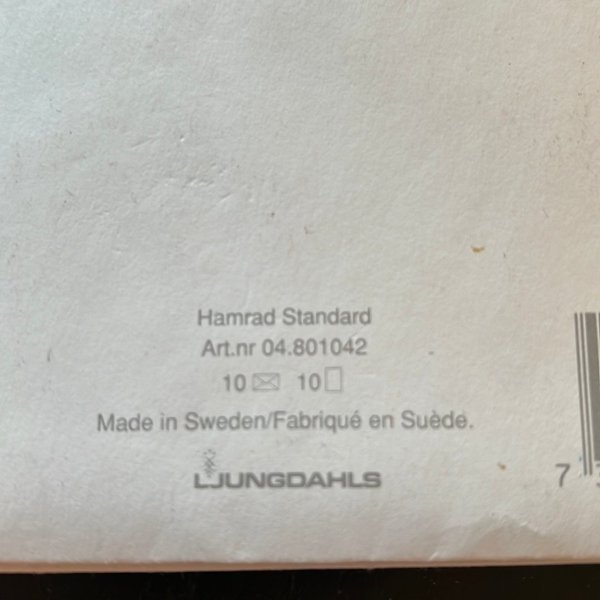 Hamrad Standard
Art.nr 04.801042
10 10
Made in Sweden/Fabriqué en Suède.
LJUNGDAHLS
7